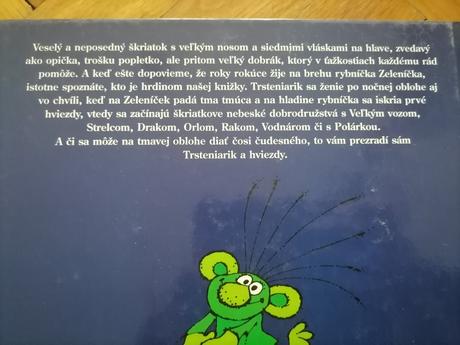 Veselý a neposedný škriatok s veľkým nosom a siedmjmi vláskami na hlave, zvedavý
ako opička, trošku popletko, ale pritom veľký dobrák, ktorý v ťažkostiach každému rád
pomôže. A keď ešte dopovieme, že roky rokúce žije na brehu rybníčka Zeleníčka,
istotne spoznáte, kto je hrdinom našej knižky. Trsteniarik sa ženie po nočnej oblohe aj
vo chvíli, keď na Zeleníček padá tma tmúca a na hladine rybníčka sa iskria prvé
hviezdy, vtedy sa začínajú škriatkove nebeské dobrodružstvá s Veľkým vozom,
Strelcom, Drakom, Orlom, Rakom, Vodnárom či s Polárkou.
A či sa môže na tmavej oblohe diať čosi čudesného, to vám prezradí sám
Trsteniarik a hviezdy.